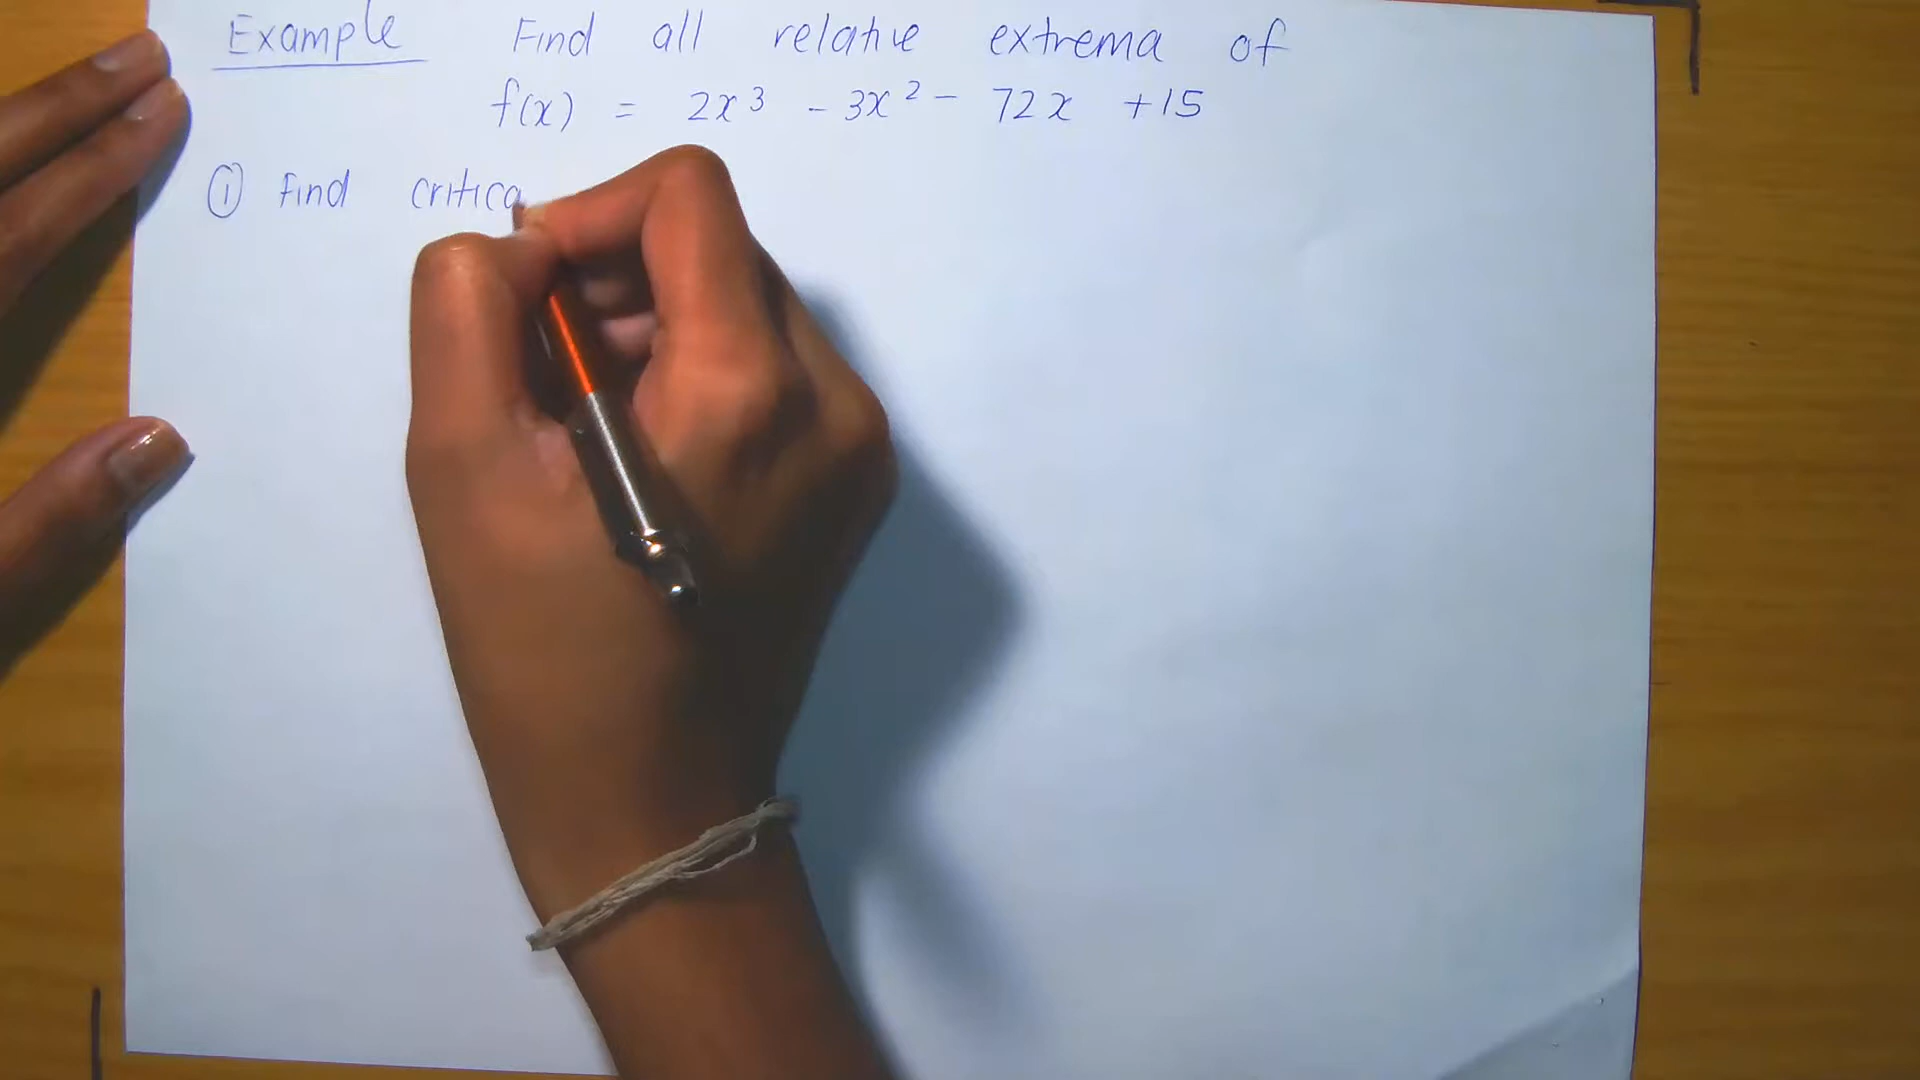 Example Find all relative extrema of
f(x) = 2x³ - 3x² - 72x + 15
① Find critica